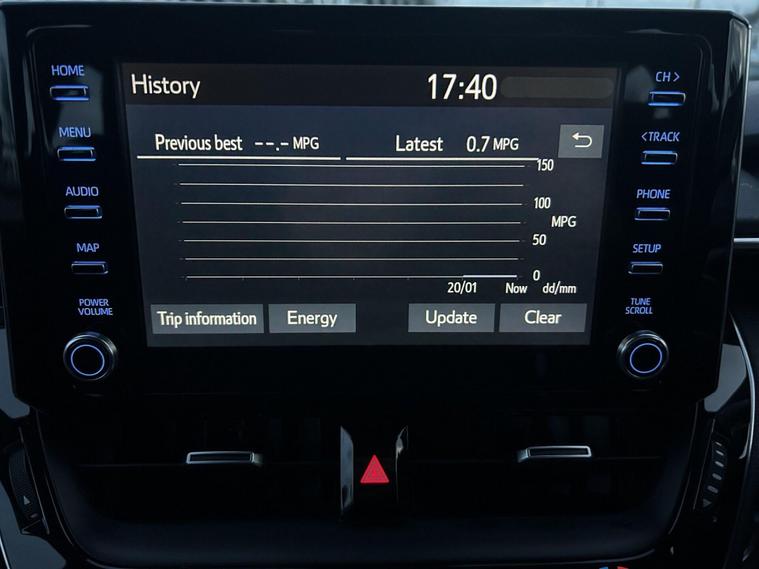 HOME
MENU
AUDIO
MAP
POWER
VOLUME
History 17:40
Previous best --.- MPG Latest 0.7 MPG
150
100
MPG
50
0
20/01 Now dd/mm
Trip information Energy Update Clear
CH >
< TRACK
PHONE
SETUP
TUNE
SCROLL